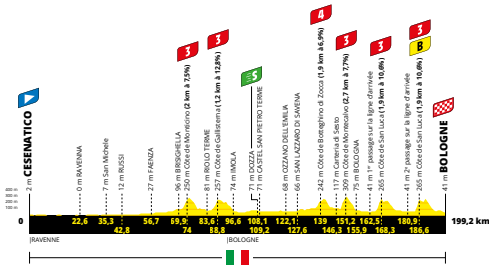 3
3
S
4
3
3
3
B
CESENATICO
2 m
0 m RAVENNA
7 m San Michele
12 m RUSSI
27 m FAENZA
96 m BRISIGHELLA
250 m Côte de Monticino (2 km à 7,5%)
81 m RIOLO TERME
257 m Côte de Gallisterna (1,2 km à 12,8%)
74 m IMOLA
71 m DOZZA
71 m CASTEL SAN PIETRO TERME
68 m OZZANO DELL'EMILIA
66 m SAN LAZZARO DI SAVENA
242 m Côte de Botteghino di Zocca (1,9 km à 6,9%)
117 m Carteria di Sesto
309 m Côte de Montecalvo (2,7 km à 7,7%)
75 m BOLOGNE
41 m 1er passage sur la ligne d'arrivée
265 m Côte de San Luca (1,9 km à 10,6%)
41 m 2e passage sur la ligne d'arrivée
265 m Côte de San Luca (1,9 km à 10,6%)
BOLOGNE
41 m
400 m
300 m
200 m
100 m
0 22,6 35,3 56,7 69,9 83,6 96,6 108,1 122,1 139 151,2 162,5 180,9 199,2 km
42,8 74 88,8 109,2 127,6 146,3 155,9 168,3 186,6
RAVENNE BOLOGNE